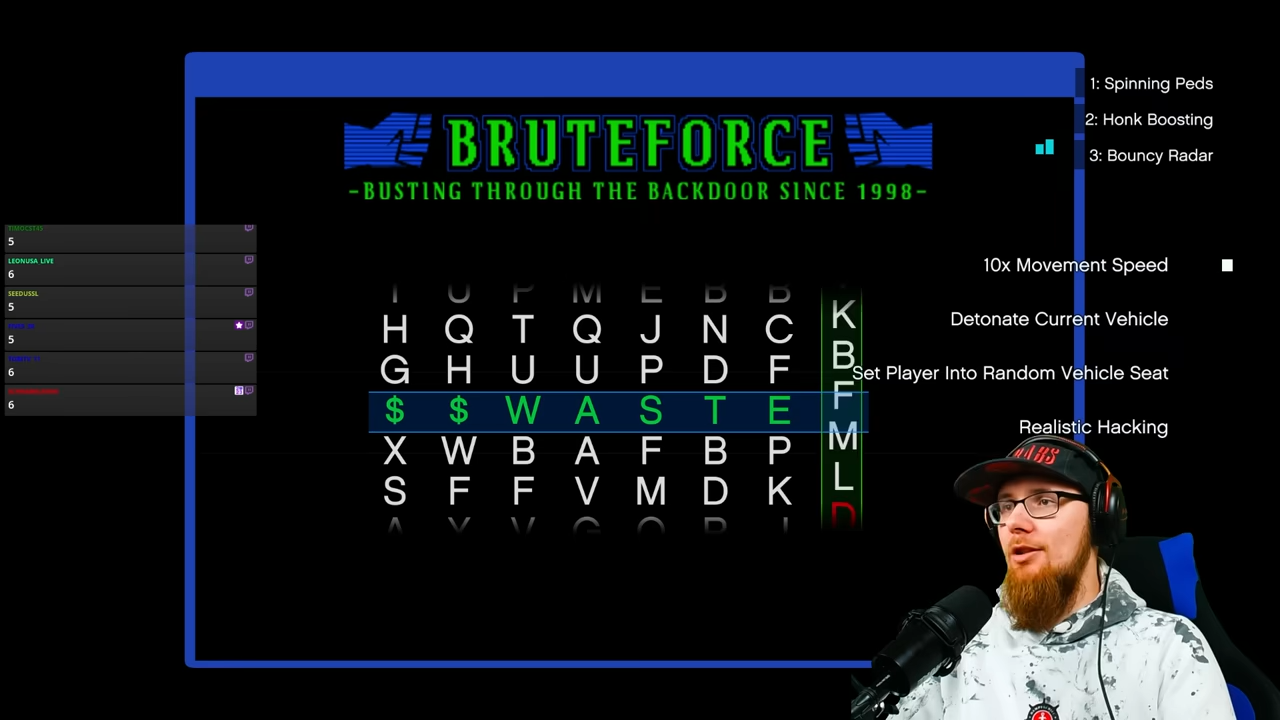 BRUTEFORCE
-BUSTING THROUGH THE BACKDOOR SINCE 1998-
1: Spinning Peds
2: Honk Boosting
3: Bouncy Radar
5
LEONUSA LIVE
6
SEEDUSSL
5
5
6
6
10x Movement Speed
Detonate Current Vehicle
Set Player Into Random Vehicle Seat
Realistic Hacking
H Q T Q J N C K
G H U U P D F B
$ $ W A S T E F
X W B A F B P M
S F F V M D K L
D